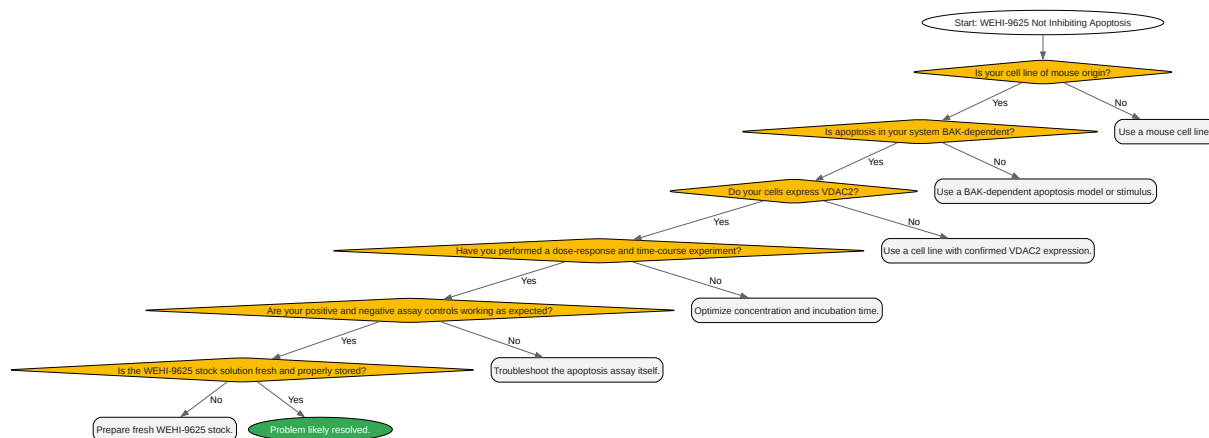 Start: WEHI-9625 Not Inhibiting Apoptosis
Is your cell line of mouse origin?
Yes
No
Is apoptosis in your system BAK-dependent?
Use a mouse cell line
Yes
No
Do your cells express VDAC2?
Use a BAK-dependent apoptosis model or stimulus.
Yes
No
Have you performed a dose-response and time-course experiment?
Use a cell line with confirmed VDAC2 expression.
Yes
No
Are your positive and negative assay controls working as expected?
Optimize concentration and incubation time.
Yes
No
Is the WEHI-9625 stock solution fresh and properly stored?
Troubleshoot the apoptosis assay itself.
No
Yes
Prepare fresh WEHI-9625 stock.
Problem likely resolved.